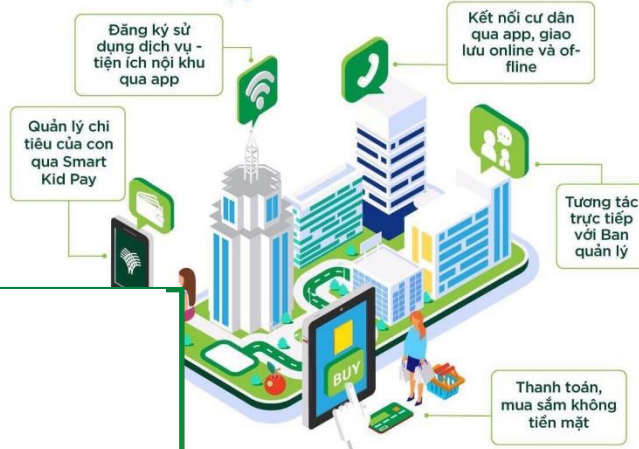 Đăng ký sử
dụng dịch vụ -
tiện ích nội khu
qua app
Kết nối cư dân
qua app, giao
lưu online và of-
fline
Quản lý chi
tiêu của con
qua Smart
Kid Pay
Tương tác
trực tiếp
với Ban
quản lý
BUY
Thanh toán,
mua sắm không
tiền mặt